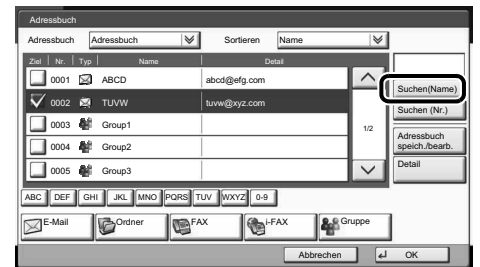 Adressbuch
Adressbuch Adressbuch Sortieren Name
Ziel Nr. Typ Name Detail
0001 ABCD abcd@efg.com
0002 TUVW tuvw@xyz.com
0003 Group1
0004 Group2
0005 Group3
1/2
Suchen(Name)
Suchen (Nr.)
Adressbuch
speich./bearb.
Detail
ABC DEF GHI JKL MNO PQRS TUV WXYZ 0-9
E-Mail Ordner FAX i-FAX Gruppe
Abbrechen OK